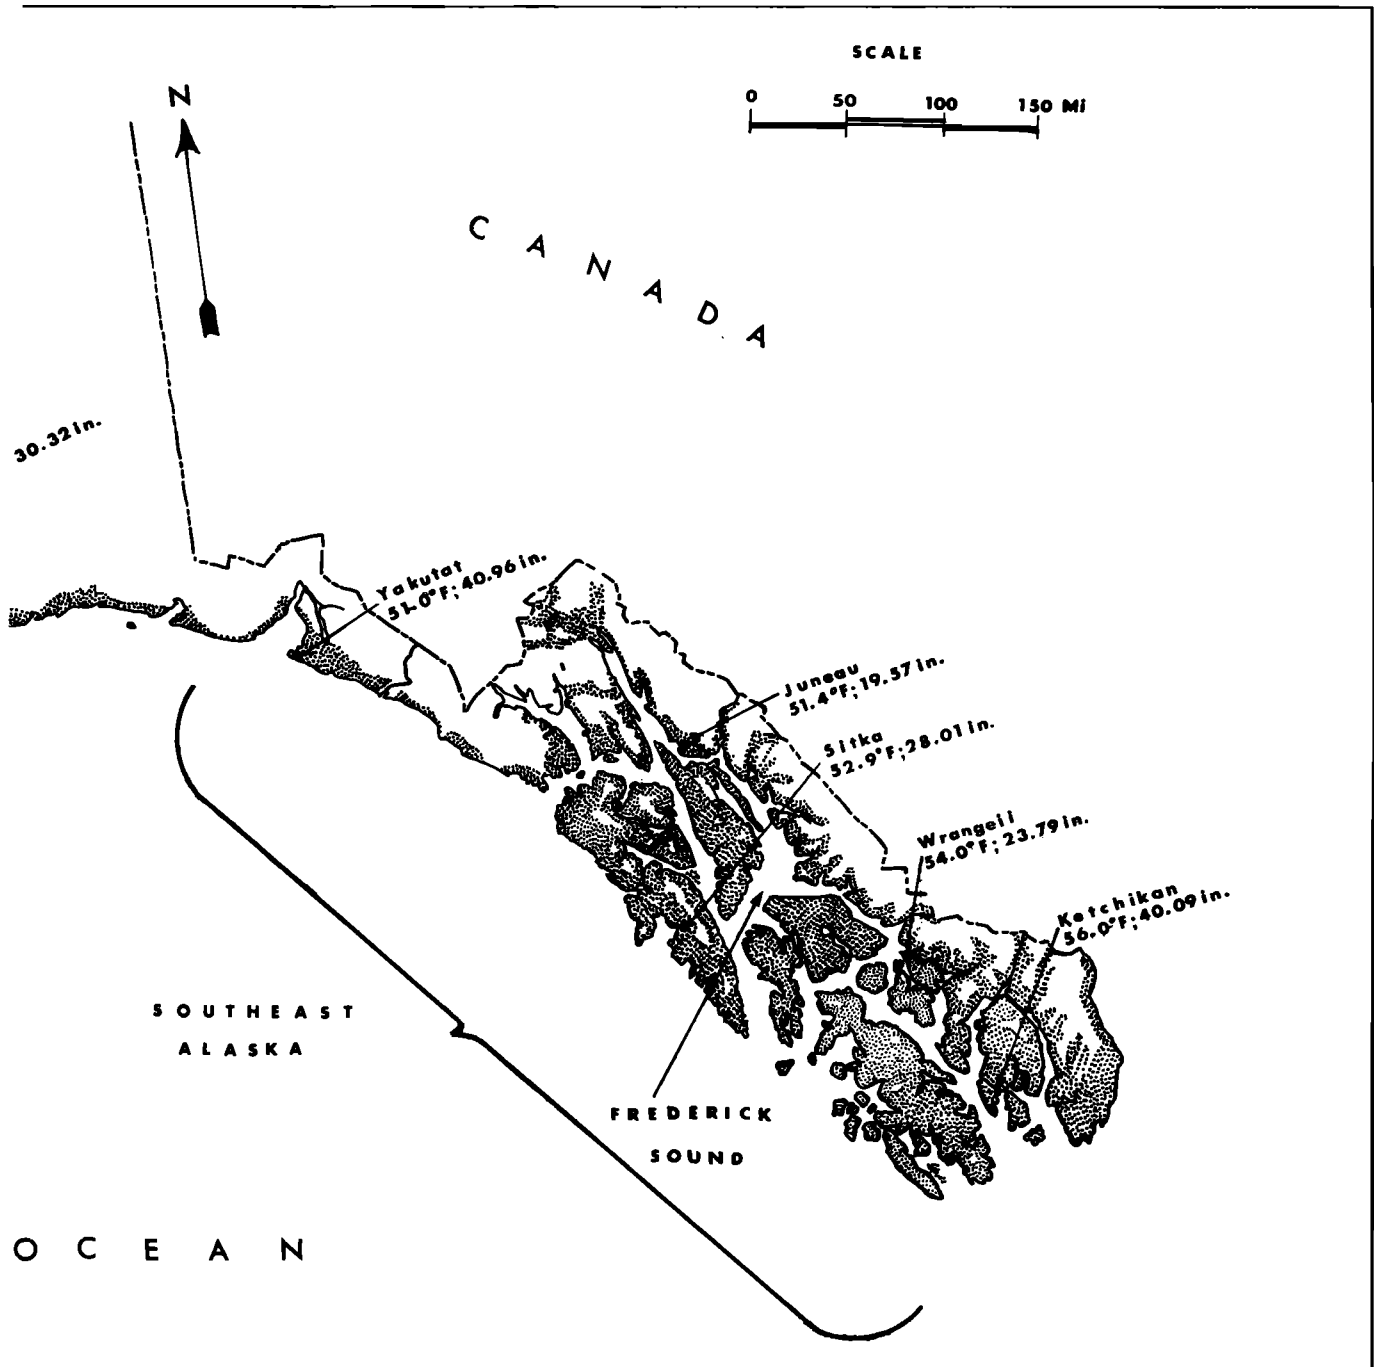 SCALE
0 50 100 150 Mi
N
CANADA
30.32 in.
Yakutat
51.0°F; 40.96 in.
Juneau
51.4°F; 19.57 in.
Sitka
52.9°F; 28.01 in.
Wrangell
54.0°F; 23.79 in.
Ketchikan
56.0°F; 40.09 in.
SOUTHEAST
ALASKA
FREDERICK
SOUND
OCEAN